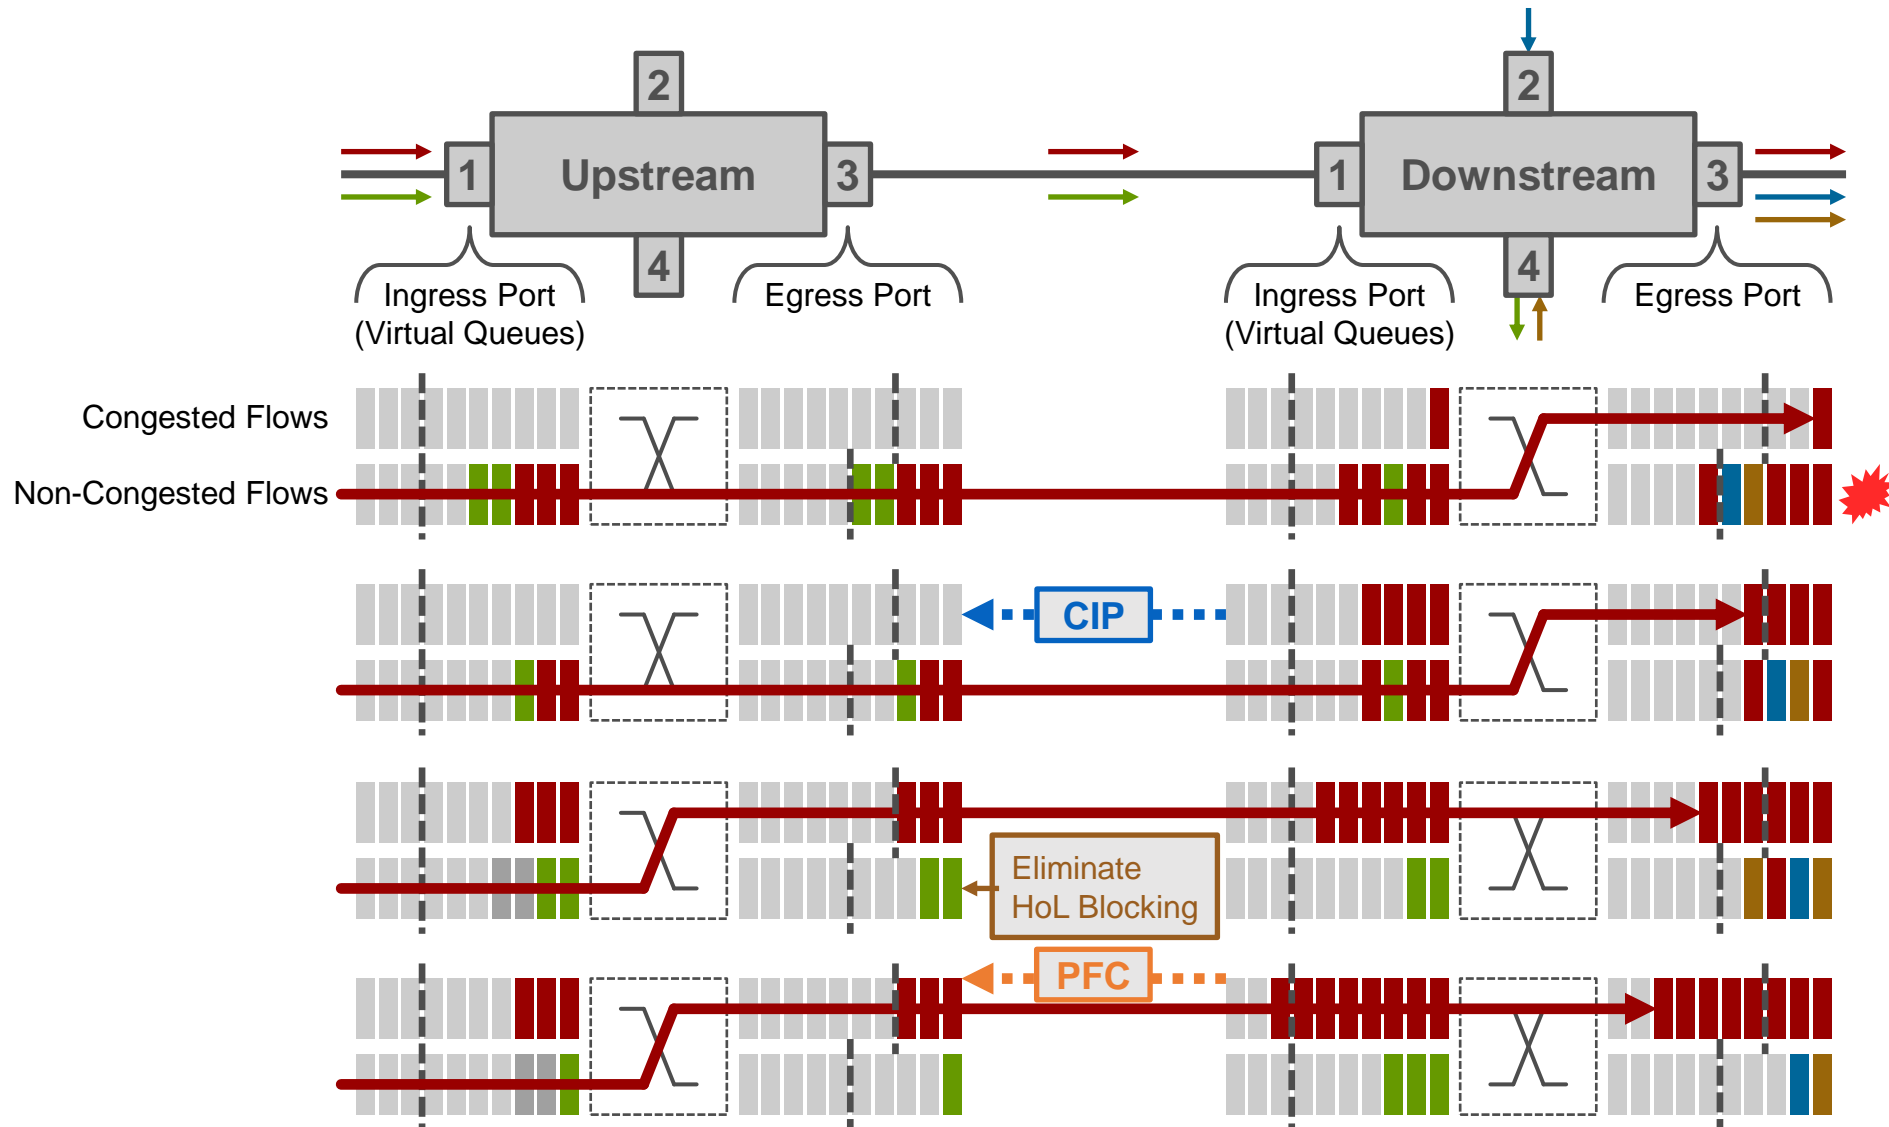 2
2
1
Upstream
3
1
Downstream
3
4
4
Ingress Port
(Virtual Queues)
Egress Port
Ingress Port
(Virtual Queues)
Egress Port
Congested Flows
Non-Congested Flows
CIP
Eliminate
HoL Blocking
PFC